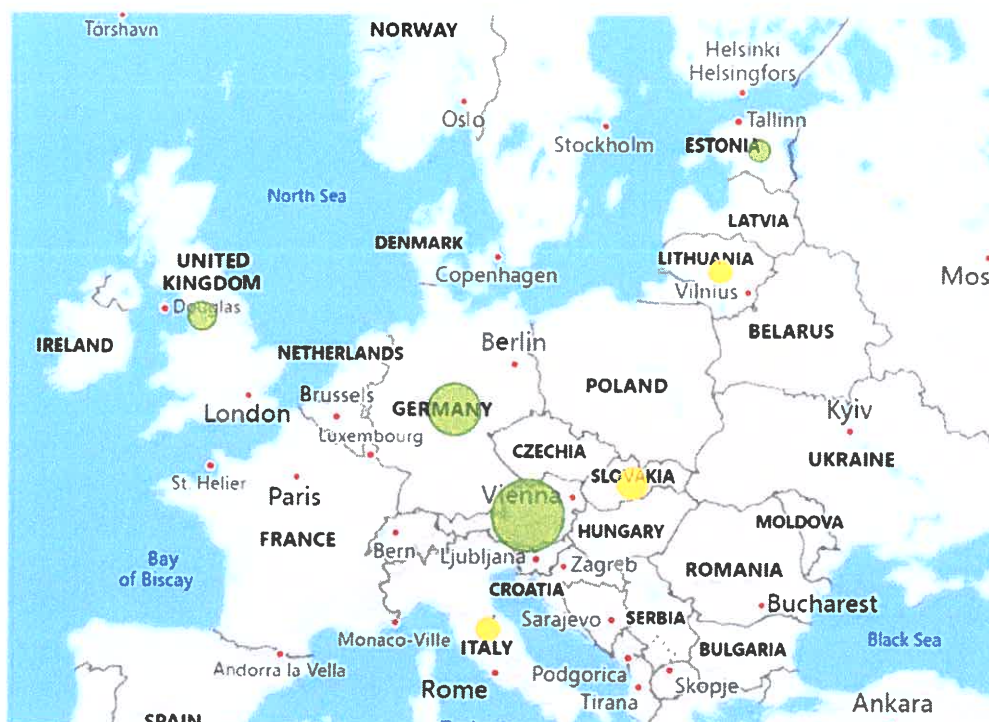 Tórshavn
NORWAY
Helsinki
Helsingfors
Oslo
Stockholm
Tallinn
ESTONIA
North Sea
LATVIA
DENMARK
LITHUANIA
Copenhagen
Mos
UNITED
KINGDOM
Douglas
Vilnius
BELARUS
IRELAND
NETHERLANDS
Berlin
POLAND
Brussels
London
GERMANY
Kyiv
Luxembourg
CZECHIA
UKRAINE
St. Helier
Paris
SLOVAKIA
Vienna
FRANCE
HUNGARY
MOLDOVA
Bay
of Biscay
Bern
Ljubljana
Zagreb
ROMANIA
CROATIA
Bucharest
Monaco-Ville
Sarajevo
SERBIA
ITALY
BULGARIA
Black Sea
Andorra la Vella
Rome
Podgorica
Skopje
Tirana
Ankara
SPAIN